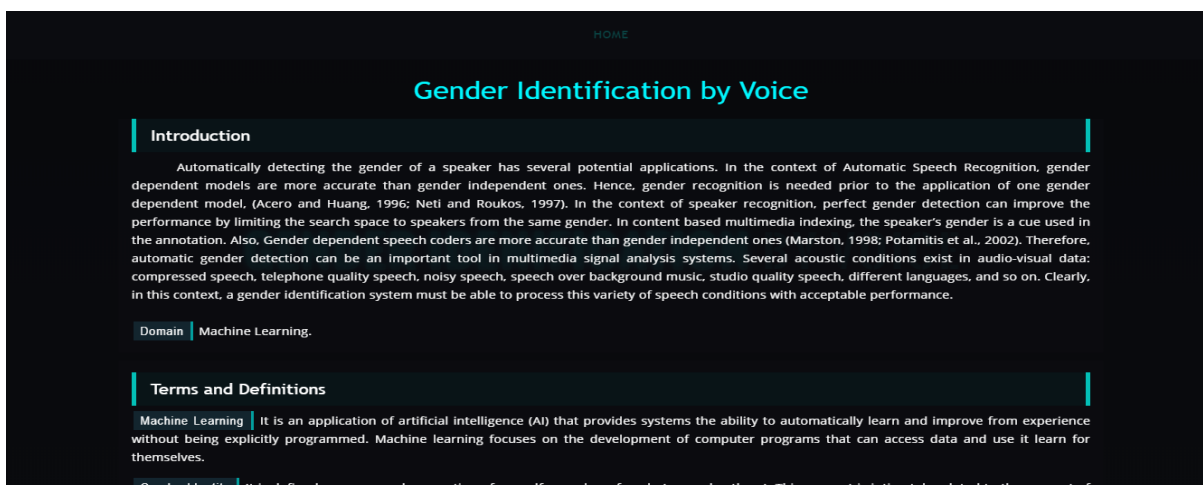 HOME
Gender Identification by Voice
Introduction
Automatically detecting the gender of a speaker has several potential applications. In the context of Automatic Speech Recognition, gender
dependent models are more accurate than gender independent ones. Hence, gender recognition is needed prior to the application of one gender
dependent model, (Acero and Huang, 1996; Neti and Roukos, 1997). In the context of speaker recognition, perfect gender detection can improve the
performance by limiting the search space to speakers from the same gender. In content based multimedia indexing, the speaker's gender is a cue used in
the annotation. Also, Gender dependent speech coders are more accurate than gender independent ones (Marston, 1998; Potamitis et al., 2002). Therefore,
automatic gender detection can be an important tool in multimedia signal analysis systems. Several acoustic conditions exist in audio-visual data:
compressed speech, telephone quality speech, noisy speech, speech over background music, studio quality speech, different languages, and so on. Clearly,
in this context, a gender identification system must be able to process this variety of speech conditions with acceptable performance.
Domain Machine Learning.
Terms and Definitions
Machine Learning It is an application of artificial intelligence (AI) that provides systems the ability to automatically learn and improve from experience
without being explicitly programmed. Machine learning focuses on the development of computer programs that can access data and use it learn for
themselves.